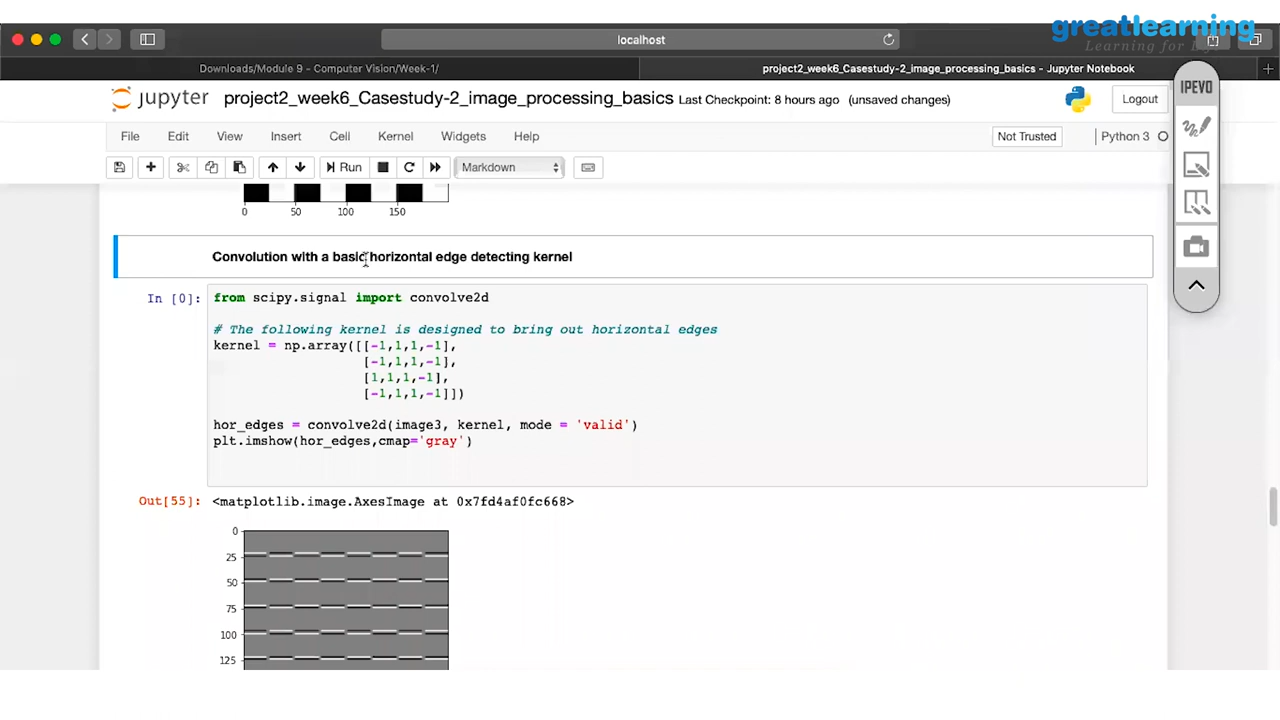 greatlearning
Learning for Life
localhost
Downloads/Module 9 - Computer Vision/Week-1/
project2_week6_Casestudy-2_image_processing_basics - Jupyter Notebook
IPEVO
jupyter project2_week6_Casestudy-2_image_processing_basics Last Checkpoint: 8 hours ago (unsaved changes)
Logout
File Edit View Insert Cell Kernel Widgets Help
Not Trusted
Python 3
Run
Markdown
0 50 100 150
Convolution with a basic horizontal edge detecting kernel
In [0]: from scipy.signal import convolve2d
# The following kernel is designed to bring out horizontal edges
kernel = np.array([[-1,1,1,-1],
[-1,1,1,-1],
[1,1,1,-1],
[-1,1,1,-1]])
hor_edges = convolve2d(image3, kernel, mode = 'valid')
plt.imshow(hor_edges,cmap='gray')
Out[55]: <matplotlib.image.AxesImage at 0x7fd4af0fc668>
0
25
50
75
100
125